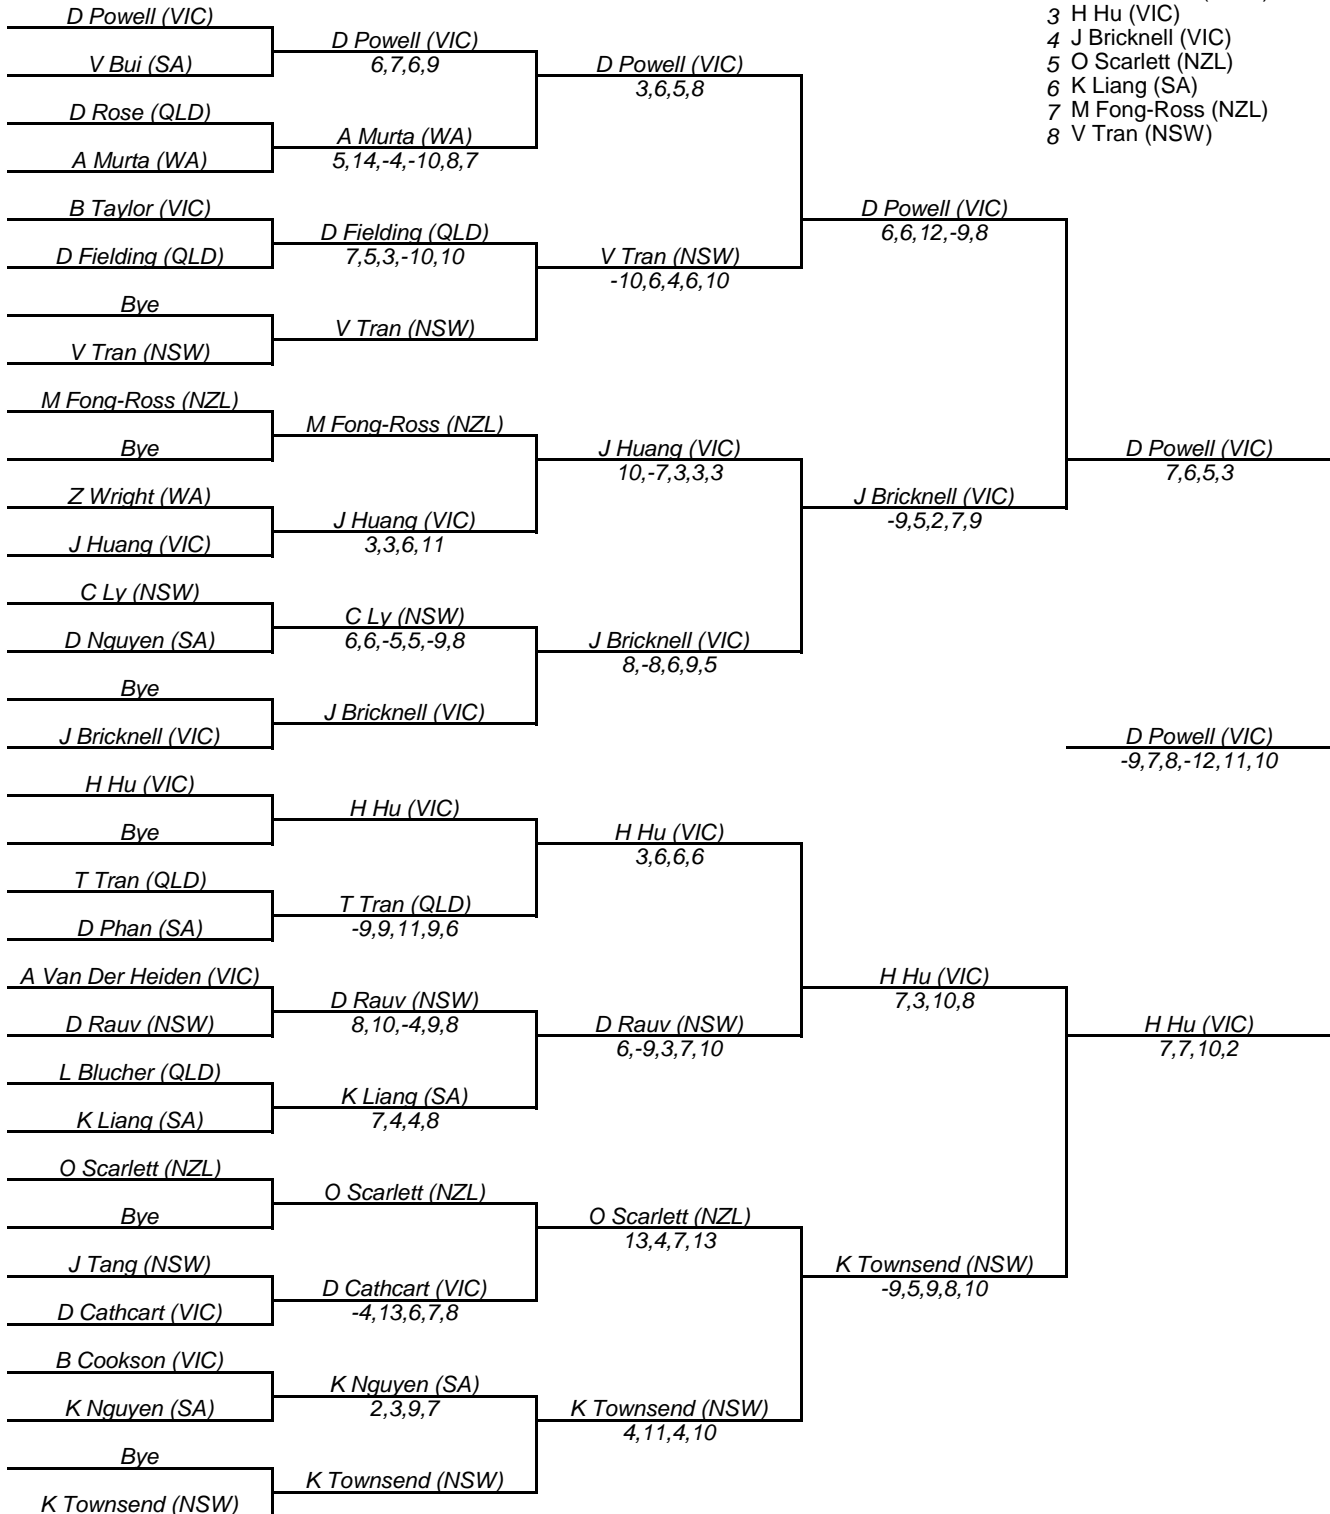 D Powell (VIC)
V Bui (SA)
D Rose (QLD)
A Murta (WA)
B Taylor (VIC)
D Fielding (QLD)
Bye
V Tran (NSW)
M Fong-Ross (NZL)
Bye
Z Wright (WA)
J Huang (VIC)
C Ly (NSW)
D Nguyen (SA)
Bye
J Bricknell (VIC)
H Hu (VIC)
Bye
T Tran (QLD)
D Phan (SA)
A Van Der Heiden (VIC)
D Rauv (NSW)
L Blucher (QLD)
K Liang (SA)
O Scarlett (NZL)
Bye
J Tang (NSW)
D Cathcart (VIC)
B Cookson (VIC)
K Nguyen (SA)
Bye
K Townsend (NSW)
D Powell (VIC)
6,7,6,9
A Murta (WA)
5,14,-4,-10,8,7
D Fielding (QLD)
7,5,3,-10,10
V Tran (NSW)
M Fong-Ross (NZL)
J Huang (VIC)
3,3,6,11
C Ly (NSW)
6,6,-5,5,-9,8
J Bricknell (VIC)
H Hu (VIC)
T Tran (QLD)
-9,9,11,9,6
D Rauv (NSW)
8,10,-4,9,8
K Liang (SA)
7,4,4,8
O Scarlett (NZL)
D Cathcart (VIC)
-4,13,6,7,8
K Nguyen (SA)
2,3,9,7
K Townsend (NSW)
D Powell (VIC)
3,6,5,8
V Tran (NSW)
-10,6,4,6,10
J Huang (VIC)
10,-7,3,3,3
J Bricknell (VIC)
8,-8,6,9,5
H Hu (VIC)
3,6,6,6
D Rauv (NSW)
6,-9,3,7,10
O Scarlett (NZL)
13,4,7,13
K Townsend (NSW)
4,11,4,10
D Powell (VIC)
6,6,12,-9,8
J Bricknell (VIC)
-9,5,2,7,9
H Hu (VIC)
7,3,10,8
K Townsend (NSW)
-9,5,9,8,10
3 H Hu (VIC)
4 J Bricknell (VIC)
5 O Scarlett (NZL)
6 K Liang (SA)
7 M Fong-Ross (NZL)
8 V Tran (NSW)
D Powell (VIC)
7,6,5,3
D Powell (VIC)
-9,7,8,-12,11,10
H Hu (VIC)
7,7,10,2